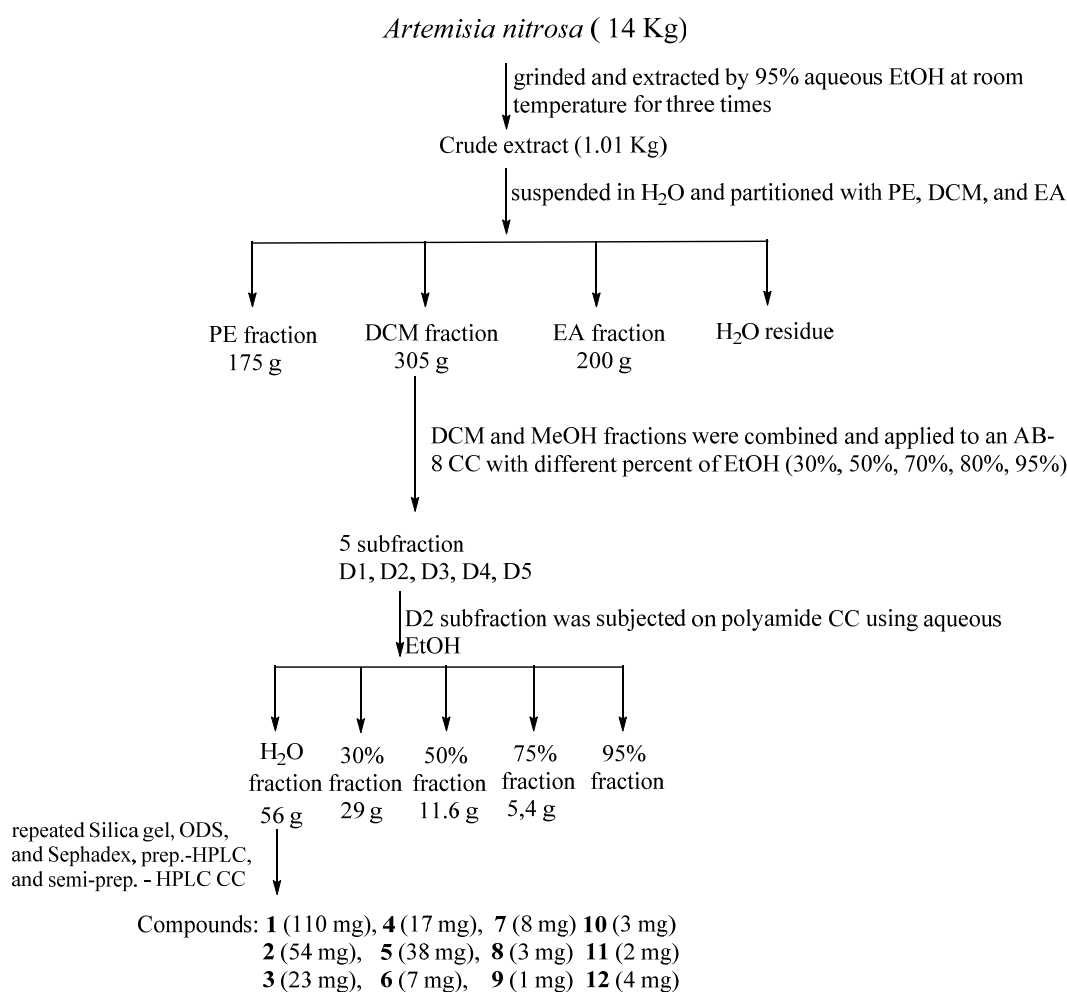 Artemisia nitrosa ( 14 Kg)
grinded and extracted by 95% aqueous EtOH at room
temperature for three times
Crude extract (1.01 Kg)
suspended in H₂O and partitioned with PE, DCM, and EA
PE fraction
175 g
DCM fraction
305 g
EA fraction
200 g
H₂O residue
DCM and MeOH fractions were combined and applied to an AB-
8 CC with different percent of EtOH (30%, 50%, 70%, 80%, 95%)
5 subfraction
D1, D2, D3, D4, D5
D2 subfraction was subjected on polyamide CC using aqueous
EtOH
H₂O
fraction
56 g
30%
fraction
29 g
50%
fraction
11.6 g
75%
fraction
5,4 g
95%
fraction
repeated Silica gel, ODS,
and Sephadex, prep.-HPLC,
and semi-prep. - HPLC CC
Compounds: 1 (110 mg), 4 (17 mg), 7 (8 mg) 10 (3 mg)
2 (54 mg), 5 (38 mg), 8 (3 mg) 11 (2 mg)
3 (23 mg), 6 (7 mg), 9 (1 mg) 12 (4 mg)